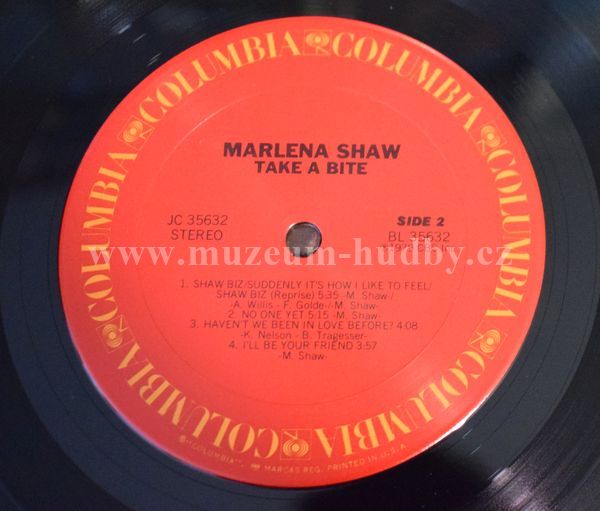 COLUMBIA COLUMBIA COLUMBIA COLUMBIA COLUMBIA COLUMBIA
MARLENA SHAW
TAKE A BITE
JC 35632
STEREO
SIDE 2
BL 35632
www.muzeum-hudby.cz
1. SHAW BIZ/SUDDENLY IT'S HOW I LIKE TO FEEL/
SHAW BIZ (Reprise) 5:35 -M. Shaw-/
-A. Willis - F. Golde-/-M. Shaw-
2. NO ONE YET 5:15 -M. Shaw-
3. HAVEN'T WE BEEN IN LOVE BEFORE? 4:08
-K. Nelson - B. Tragesser-
4. I'LL BE YOUR FRIEND 3:57
-M. Shaw-
"COLUMBIA", MARCAS REG. PRINTED IN U.S.A.